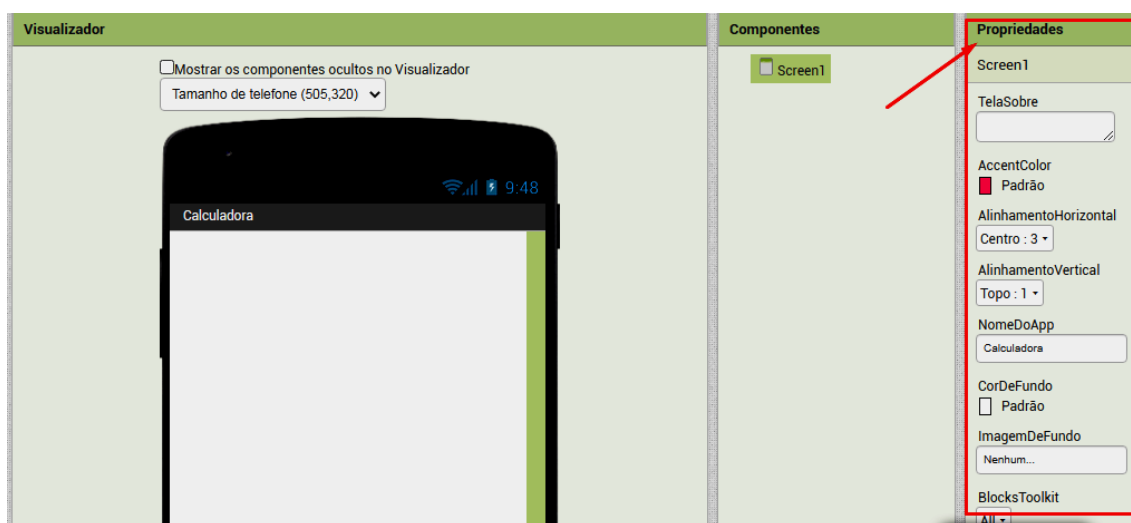 Visualizador
Mostrar os componentes ocultos no Visualizador
Tamanho de telefone (505,320)
9:48
Calculadora
Componentes
Screen1
Propriedades
Screen1
TelaSobre
AccentColor
Padrão
AlinhamentoHorizontal
Centro : 3
AlinhamentoVertical
Topo : 1
NomeDoApp
Calculadora
CorDeFundo
Padrão
ImagemDeFundo
Nenhum...
BlocksToolkit
All